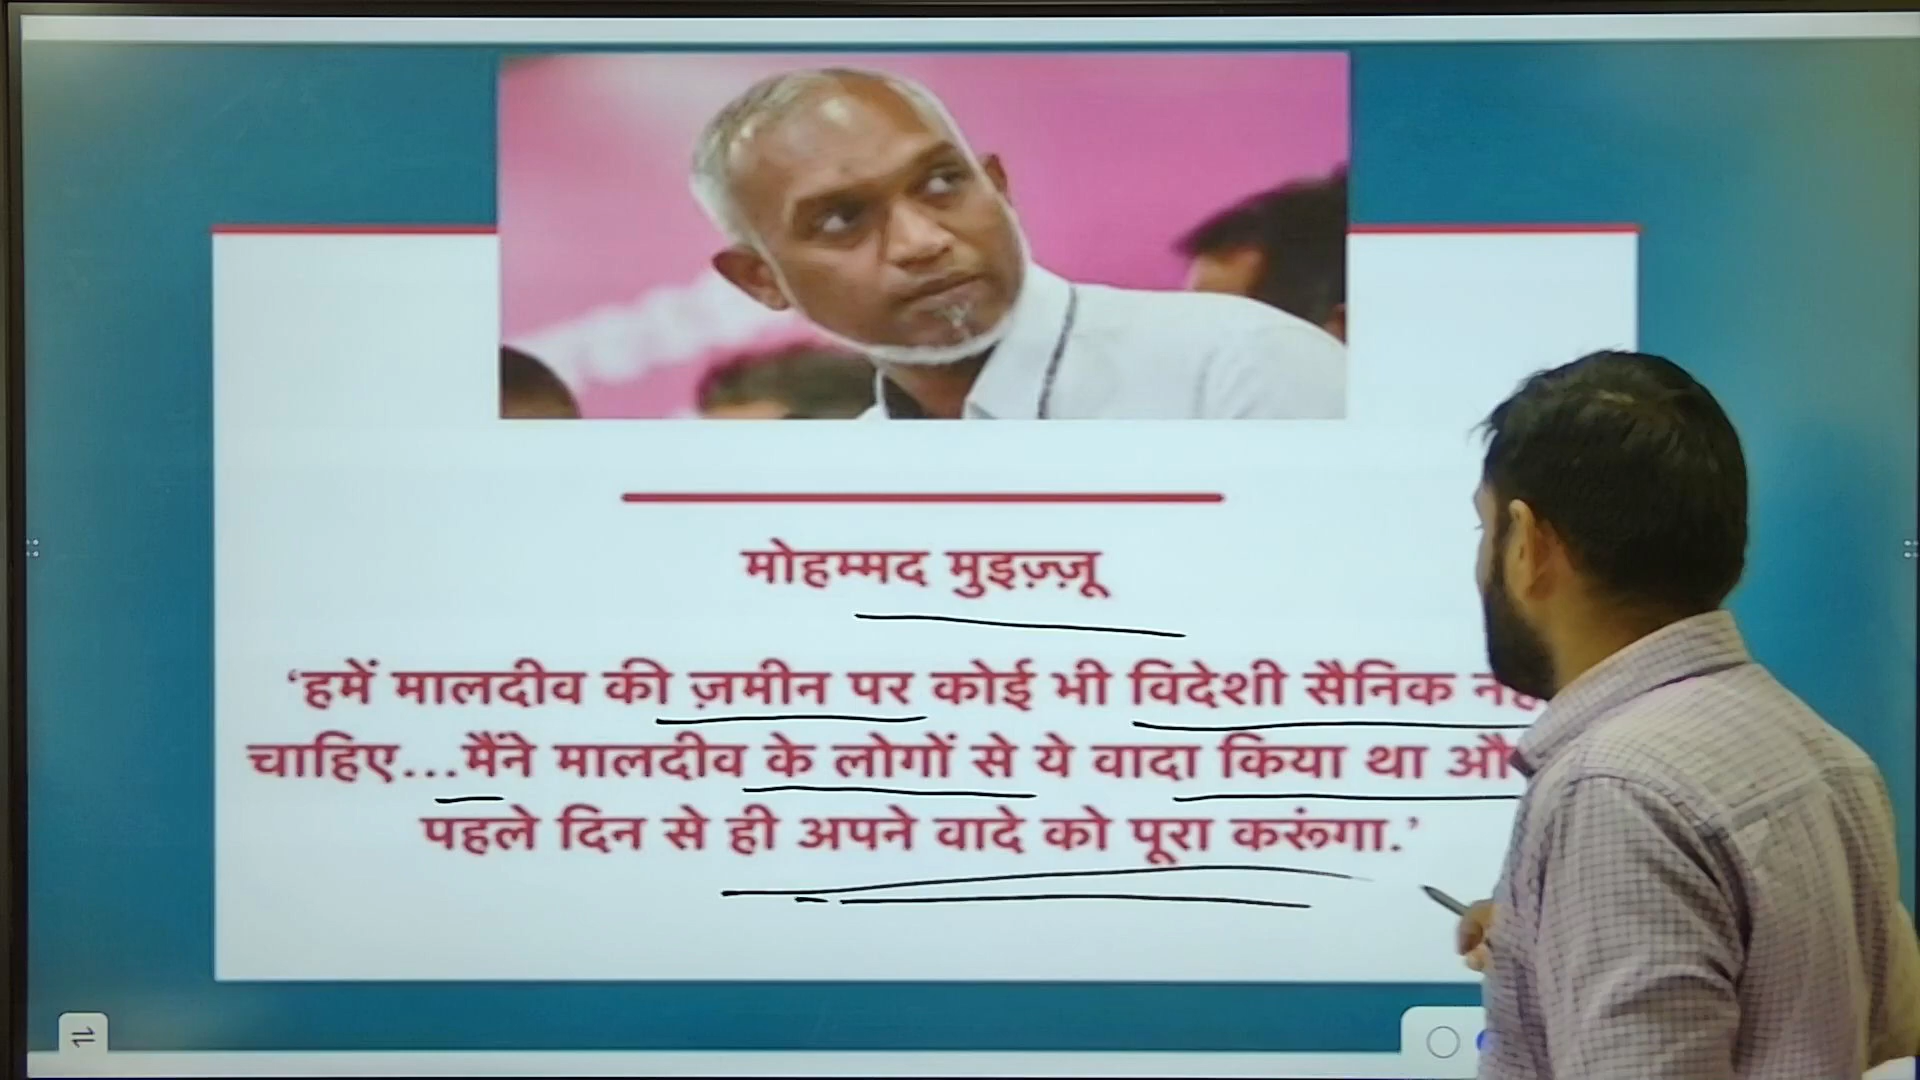 मोहम्मद मुइज़्ज़ू
‘हमें मालदीव की ज़मीन पर कोई भी विदेशी सैनिक
चाहिए...मैंने मालदीव के लोगों से ये वादा किया था
पहले दिन से ही अपने वादे को पूरा करूंगा.’